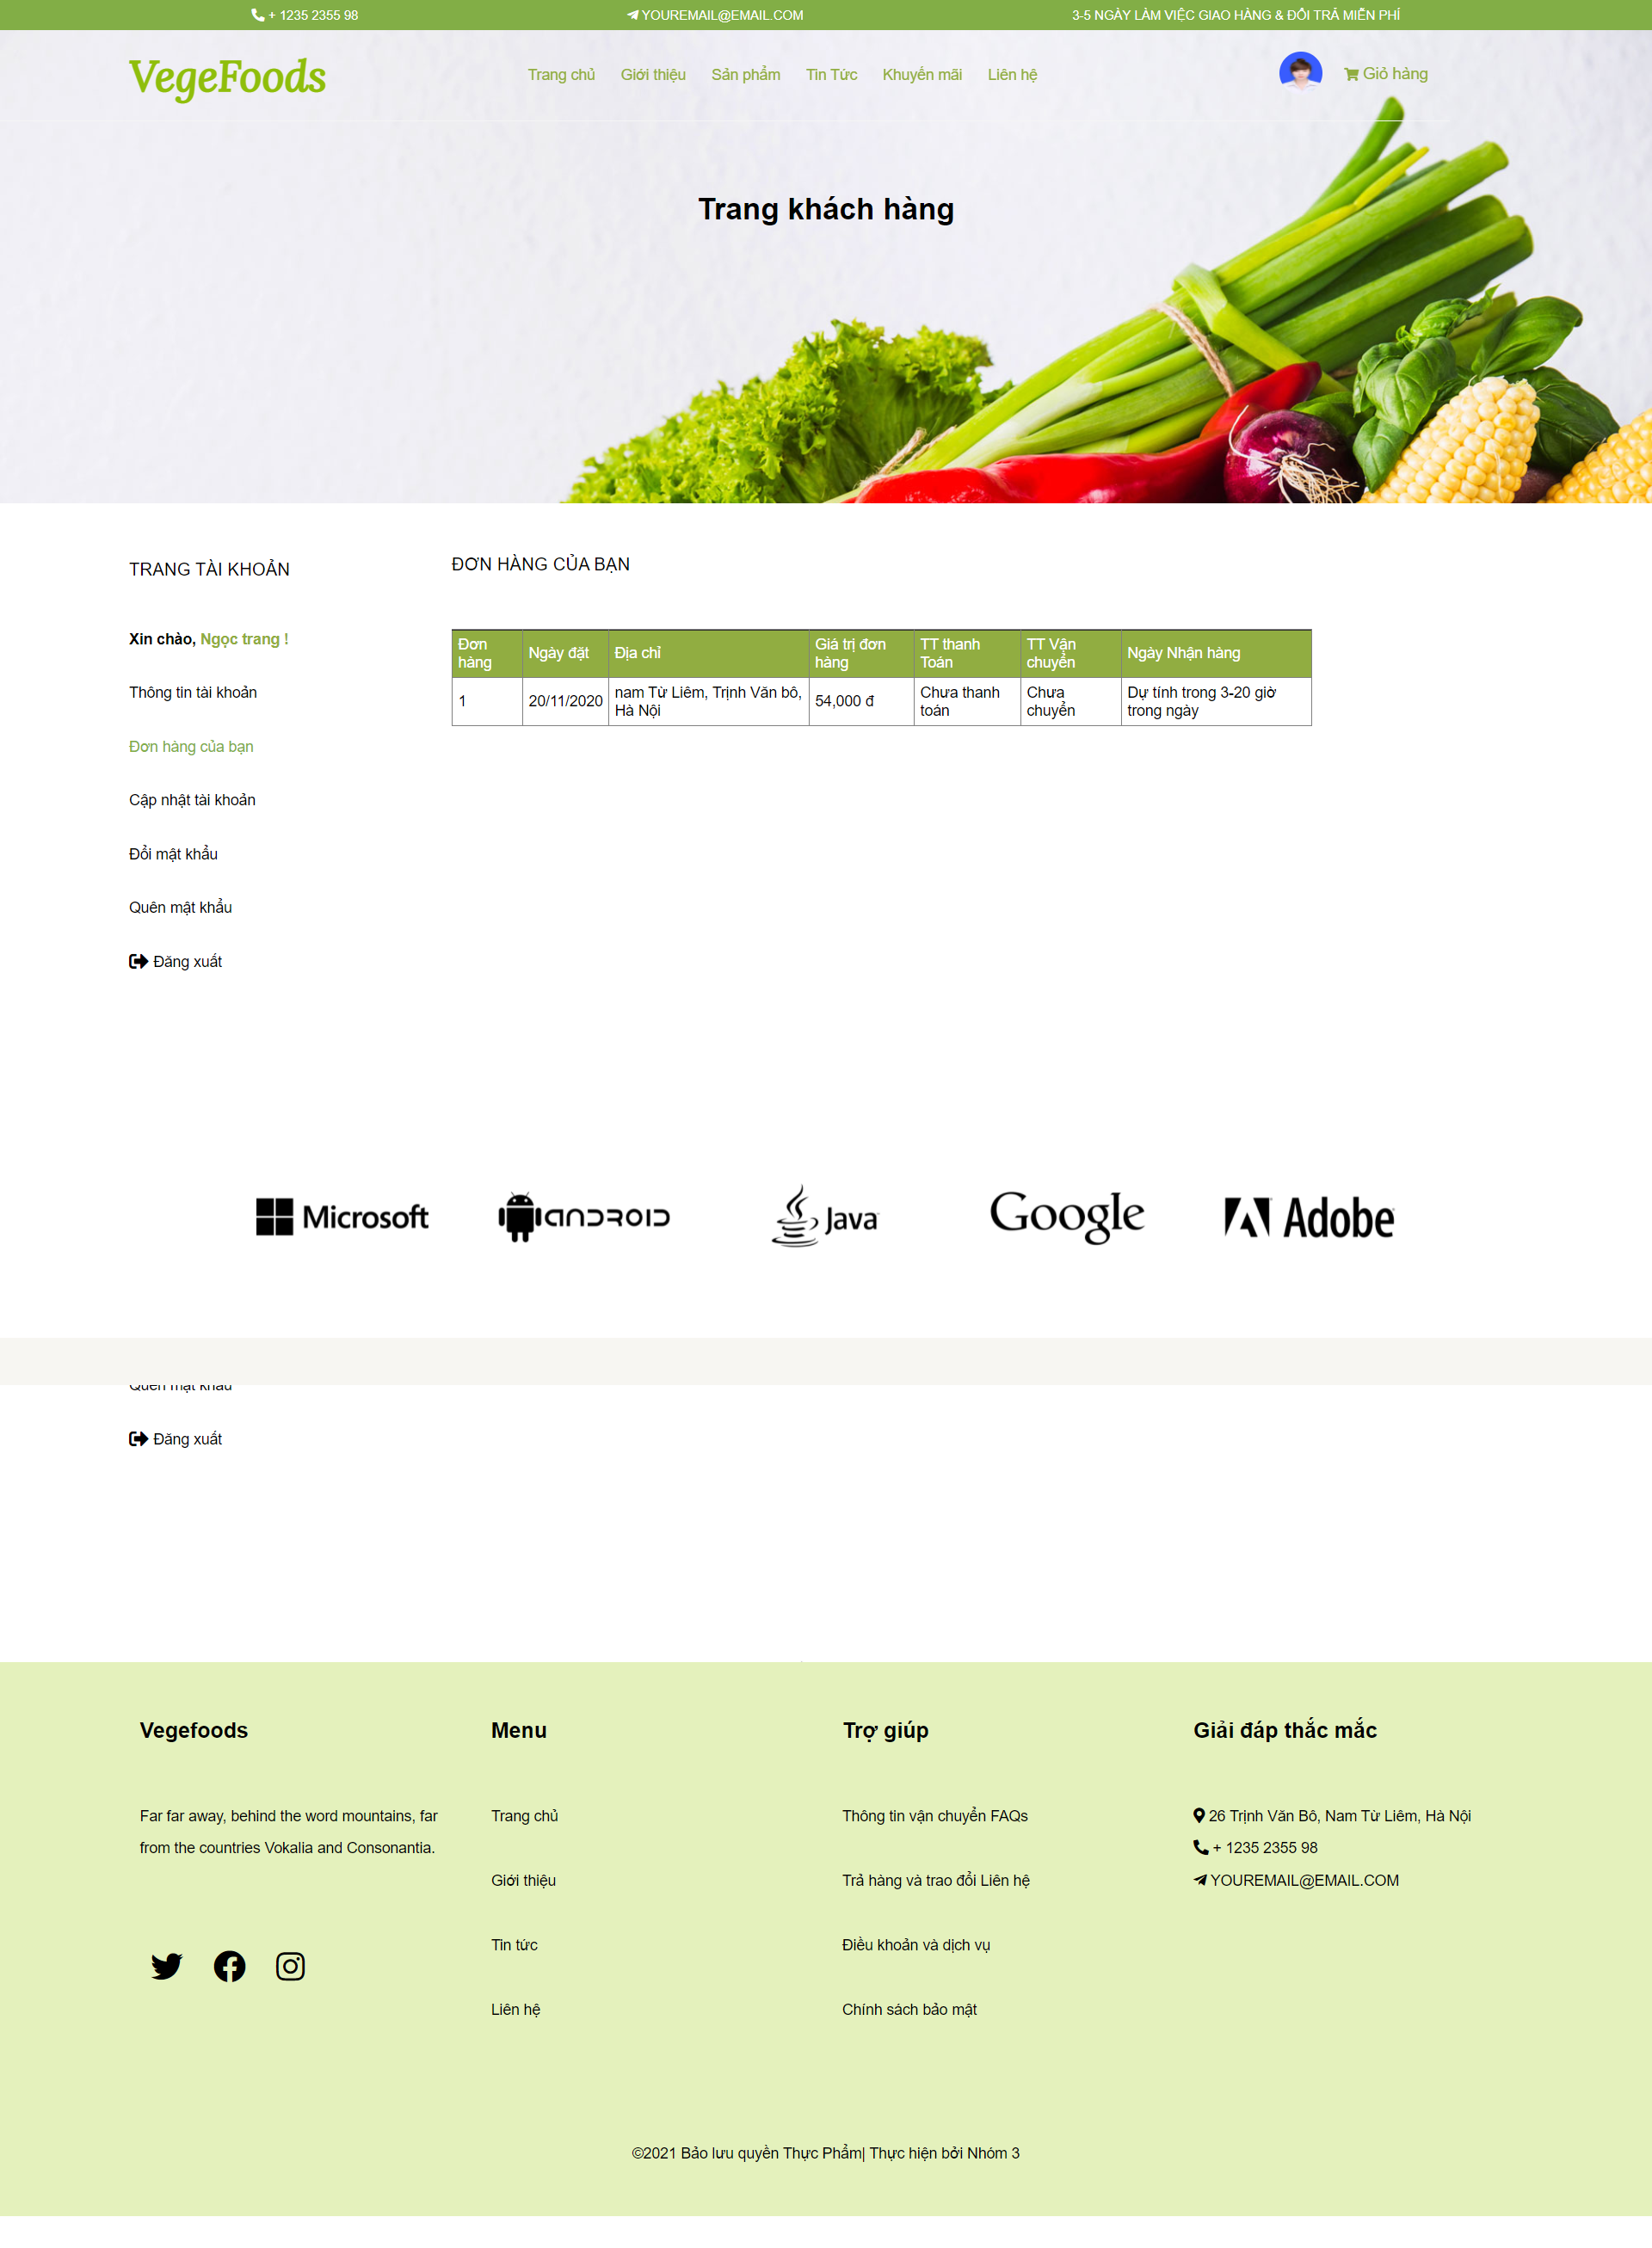 + 1235 2355 98
YOUREMAIL@EMAIL.COM
3-5 NGÀY LÀM VIỆC GIAO HÀNG & ĐỔI TRẢ MIỄN PHÍ
VegeFoods
Trang chủ
Giới thiệu
Sản phẩm
Tin Tức
Khuyến mãi
Liên hệ
Giỏ hàng
Trang khách hàng
TRANG TÀI KHOẢN
Xin chào, Ngọc trang !
Thông tin tài khoản
Đơn hàng của bạn
Cập nhật tài khoản
Đổi mật khẩu
Quên mật khẩu
Đăng xuất
ĐƠN HÀNG CỦA BẠN
Đơn hàng
Ngày đặt
Địa chỉ
Giá trị đơn hàng
TT thanh Toán
TT Vận chuyển
Ngày Nhận hàng
1
20/11/2020
nam Từ Liêm, Trịnh Văn bô, Hà Nội
54,000 đ
Chưa thanh toán
Chưa chuyển
Dự tính trong 3-20 giờ trong ngày
Microsoft
ANDROID
Java
Google
Adobe
Quên mật khẩu
Đăng xuất
Vegefoods
Far far away, behind the word mountains, far
from the countries Vokalia and Consonantia.
Menu
Trang chủ
Giới thiệu
Tin tức
Liên hệ
Trợ giúp
Thông tin vận chuyển FAQs
Trả hàng và trao đổi Liên hệ
Điều khoản và dịch vụ
Chính sách bảo mật
Giải đáp thắc mắc
26 Trịnh Văn Bô, Nam Từ Liêm, Hà Nội
+ 1235 2355 98
YOUREMAIL@EMAIL.COM
©2021 Bảo lưu quyền Thực Phẩm| Thực hiện bởi Nhóm 3